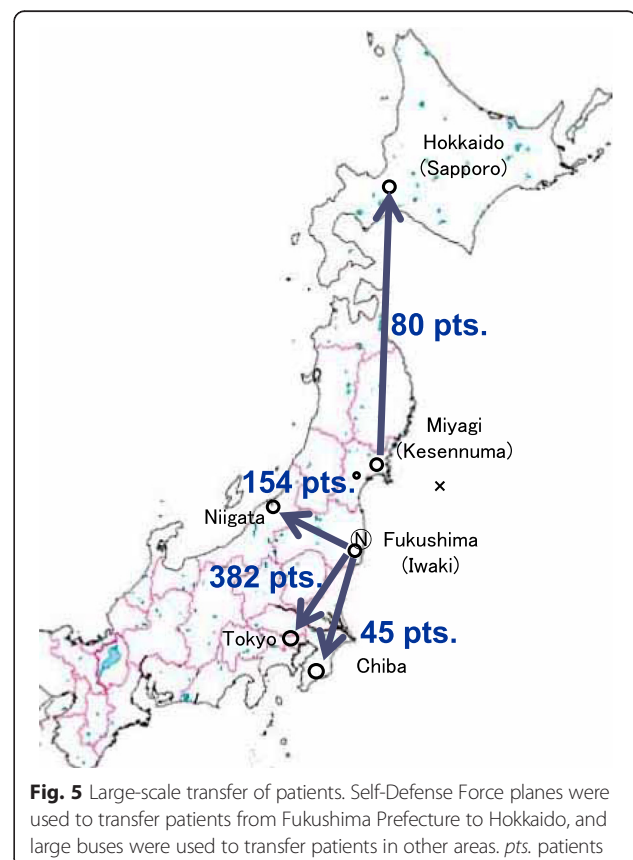 Hokkaido
(Sapporo)
80 pts.
Miyagi
(Kesennuma)
154 pts.
×
Niigata
N Fukushima
(Iwaki)
382 pts.
45 pts.
Tokyo
Chiba
Fig. 5 Large-scale transfer of patients. Self-Defense Force planes were
used to transfer patients from Fukushima Prefecture to Hokkaido, and
large buses were used to transfer patients in other areas. pts. patients